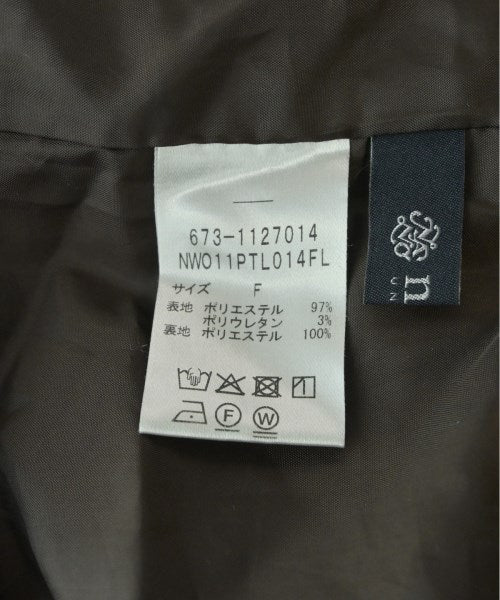 673-1127014
NW011PTL014FL
サイズ F
表地 ポリエステル 97%
ポリウレタン 3%
裏地 ポリエステル 100%
F W
n